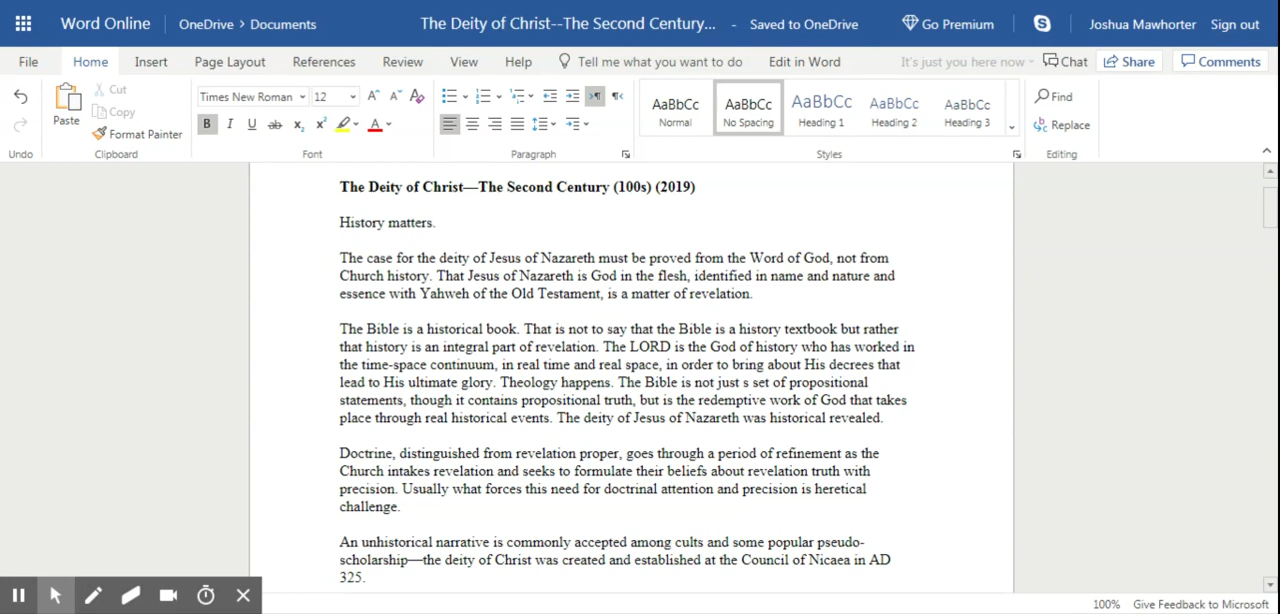 Word Online OneDrive > Documents The Deity of Christ--The Second Century... - Saved to OneDrive Go Premium Joshua Mawhorter Sign out
File Home Insert Page Layout References Review View Help Tell me what you want to do Edit in Word It's just you here now Chat Share Comments
Paste Cut Copy Format Painter
Times New Roman 12
B I U ab x₂ x² A
AaBbCc AaBbCc AaBbCc AaBbCc AaBbCc
Normal No Spacing Heading 1 Heading 2 Heading 3
Find
Replace
Undo Clipboard Font Paragraph Styles Editing
The Deity of Christ—The Second Century (100s) (2019)
History matters.
The case for the deity of Jesus of Nazareth must be proved from the Word of God, not from
Church history. That Jesus of Nazareth is God in the flesh, identified in name and nature and
essence with Yahweh of the Old Testament, is a matter of revelation.
The Bible is a historical book. That is not to say that the Bible is a history textbook but rather
that history is an integral part of revelation. The LORD is the God of history who has worked in
the time-space continuum, in real time and real space, in order to bring about His decrees that
lead to His ultimate glory. Theology happens. The Bible is not just s set of propositional
statements, though it contains propositional truth, but is the redemptive work of God that takes
place through real historical events. The deity of Jesus of Nazareth was historical revealed.
Doctrine, distinguished from revelation proper, goes through a period of refinement as the
Church intakes revelation and seeks to formulate their beliefs about revelation truth with
precision. Usually what forces this need for doctrinal attention and precision is heretical
challenge.
An unhistorical narrative is commonly accepted among cults and some popular pseudo-
scholarship—the deity of Christ was created and established at the Council of Nicaea in AD
325.
100% Give Feedback to Microsoft